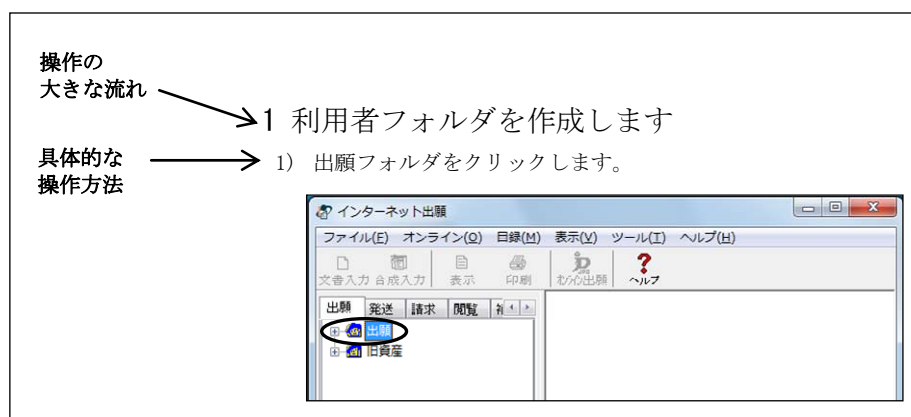 操作の
大きな流れ
1 利用者フォルダを作成します
具体的な
操作方法
1) 出願フォルダをクリックします。
インターネット出願
ファイル(F) オンライン(O) 目録(M) 表示(V) ツール(T) ヘルプ(H)
文書入力 合成入力 表示 印刷 ｵﾝﾗｲﾝ出願 ヘルプ
出願 発送 請求 閲覧
出願
旧資産